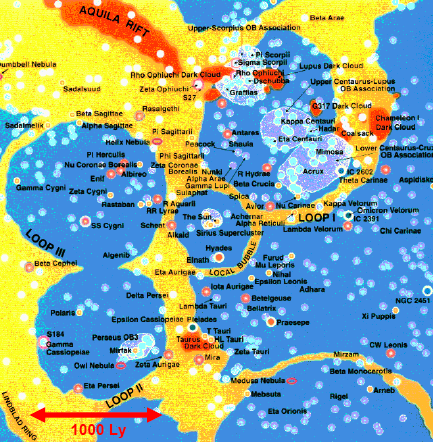 AQUILA RIFT
Beta Arae
Upper-Scorpius OB Association
Pi Scorpii
Sigma Scorpii
Lupus Dark Cloud
Dumbbell Nebula
Rho Ophiuchi Dark Cloud
Rho Ophiuchi
Dschubba
Zeta Ophiuchi
Graffias
Upper Centaurus-Lupus
OB Association
Sadalsuud
S27
Rasalgethi
G317 Dark Cloud
Beta Sagittae
Chameleon I
Dark Cloud
Sadalmelik
Alpha Sagittae
Pi Sagittarii
Antares
Kappa Centauri
Hadar
Coalsack
Helix Nebula
Eta Centauri
Peacock
Shaula
Mimosa
Lower Centaurus-Crux
OB Association
Pi Herculis
Phi Sagittarii
Nu Coronae Borealis
Zeta Coronae
Borealis
Nunki
R Hydrae
Acrux
IC 2602
Enif
Albireo
Alpha Arae
Theta Carinae
Aspidiske
Gamma Cygni
Zeta Cygni
Gamma Lupi
Beta Crucis
Sulaphat
Spica
Rastaban
R Aquarii
Avior
Nu Carinae
Kappa Velorum
RR Lyrae
Omicron Velorum
SS Cygni
Scheat
The Sun
Achernar
Alpha Reticuli
LOOP I
IC 2391
Alkaid
Sirius Supercluster
Lambda Velorum
Chi Carinae
LOOP III
Algenib
Hyades
Elnath
Furud
Beta Cephei
Eta Aurigae
LOCAL BUBBLE
Mu Leporis
Nihal
Epsilon Leonis
Delta Persei
Iota Aurigae
Adhara
Betelgeuse
NGC 2451
Lambda Tauri
Bellatrix
Polaris
Epsilon Cassiopeiae
Pleiades
Praesepe
Xi Puppis
S184
Perseus OB3
T Tauri
Gamma
Cassiopeiae
Taurus
Dark Cloud
HL Tauri
CW Leonis
Mirfak
Zeta Tauri
Mirzam
Owl Nebula
Mira
Zeta Aurigae
Beta Monocerotis
Eta Persei
Medusa Nebula
Arneb
LOOP II
Mebsuta
Rigel
LINDBLAD RING
Eta Orionis
1000 Ly